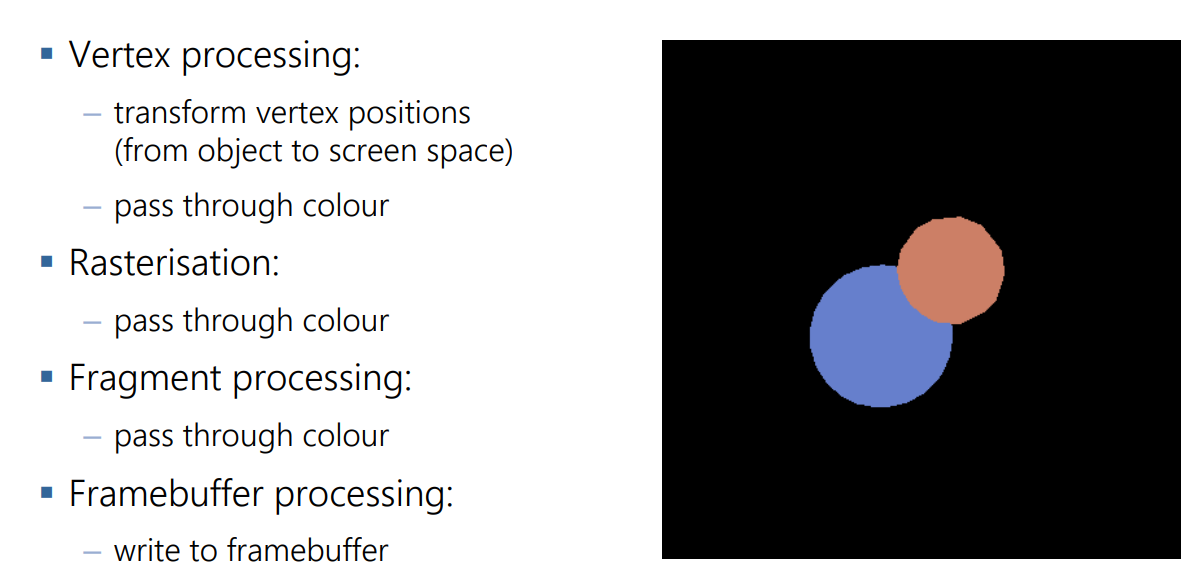 ▪ Vertex processing:
– transform vertex positions
(from object to screen space)
– pass through colour
▪ Rasterisation:
– pass through colour
▪ Fragment processing:
– pass through colour
▪ Framebuffer processing:
– write to framebuffer